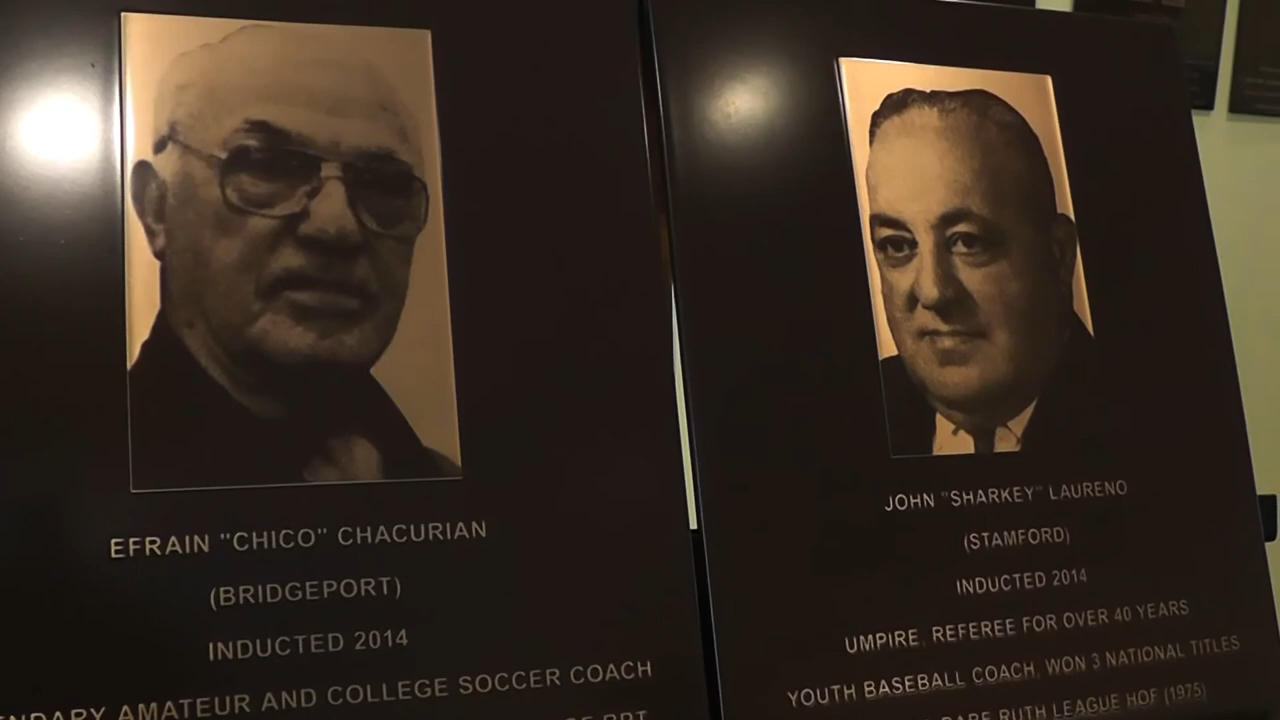 EFRAIN "CHICO" CHACURIAN
(BRIDGEPORT)
INDUCTED 2014
AMATEUR AND COLLEGE SOCCER COACH
JOHN "SHARKEY" LAURENO
(STAMFORD)
INDUCTED 2014
UMPIRE, REFEREE FOR OVER 40 YEARS
YOUTH BASEBALL COACH, WON 3 NATIONAL TITLES
BABE RUTH LEAGUE HOF (1975)